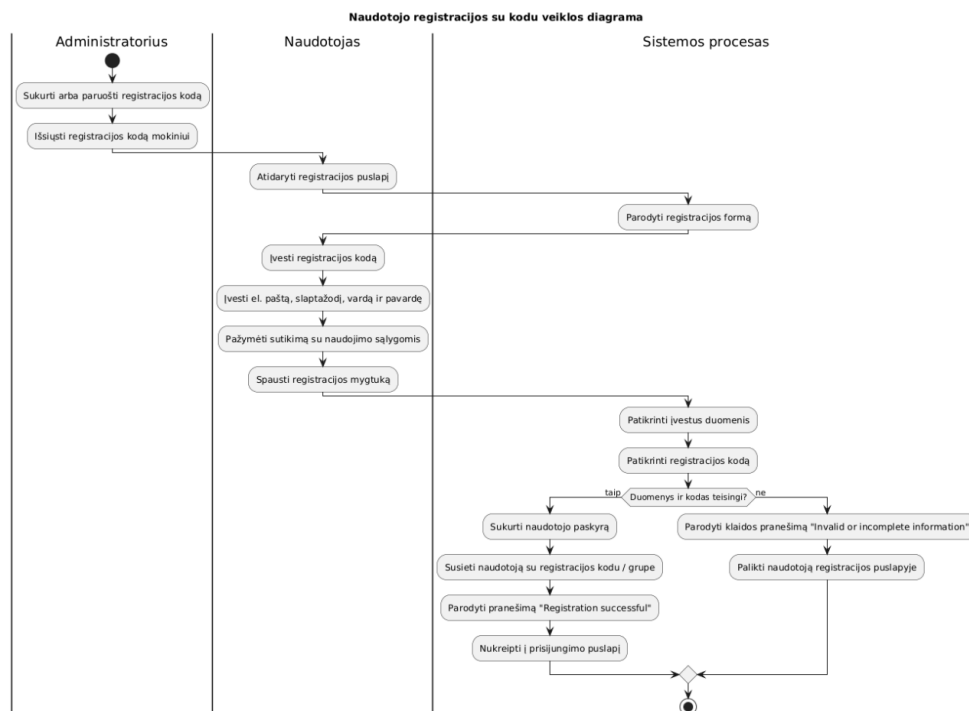 Naudotojo registracijos su kodu veiklos diagrama
Administratorius
Naudotojas
Sistemos procesas
Sukurti arba paruošti registracijos kodą
Išsiųsti registracijos kodą mokiniui
Atidaryti registracijos puslapį
Parodyti registracijos formą
Įvesti registracijos kodą
Įvesti el. paštą, slaptažodį, vardą ir pavardę
Pažymėti sutikimą su naudojimo sąlygomis
Spausti registracijos mygtuką
Patikrinti įvestus duomenis
Patikrinti registracijos kodą
taip
Duomenys ir kodas teisingi?
ne
Sukurti naudotojo paskyrą
Parodyti klaidos pranešimą "Invalid or incomplete information"
Susieti naudotoją su registracijos kodu / grupe
Palikti naudotoją registracijos puslapyje
Parodyti pranešimą "Registration successful"
Nukreipti į prisijungimo puslapį